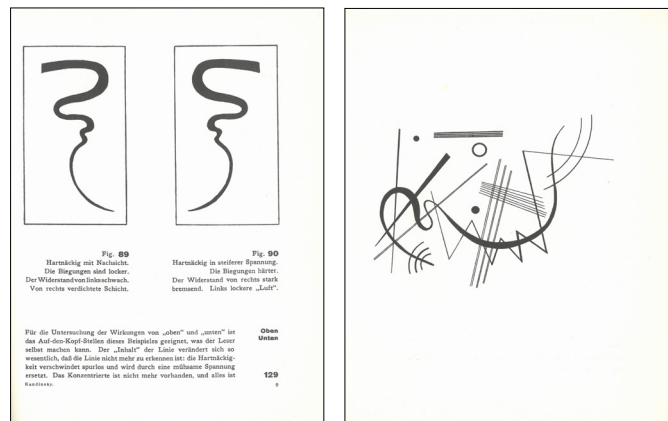 Fig. 89
Hartnäckig mit Nachsicht.
Die Biegungen sind locker.
Der Widerstand von links schwach.
Von rechts verdichtete Schicht.
Fig. 90
Hartnäckig in steiferer Spannung.
Die Biegungen härter.
Der Widerstand von rechts stark
bremsend. Links lockere „Luft“.
Für die Untersuchung der Wirkungen von „oben“ und „unten“ ist
das Auf-den-Kopf-Stellen dieses Beispieles geeignet, was der Leser
selbst machen kann. Der „Inhalt“ der Linie verändert sich so
wesentlich, daß die Linie nicht mehr zu erkennen ist: die Hartnäckig-
keit verschwindet spurlos und wird durch eine mühsame Spannung
ersetzt. Das Konzentrierte ist nicht mehr vorhanden, und alles ist
Oben
Unten
129
Kandinsky.
9